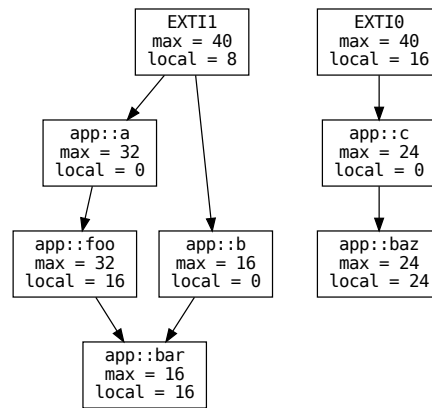 EXTI1
max = 40
local = 8
EXTI0
max = 40
local = 16
app::a
max = 32
local = 0
app::c
max = 24
local = 0
app::foo
max = 32
local = 16
app::b
max = 16
local = 0
app::baz
max = 24
local = 24
app::bar
max = 16
local = 16